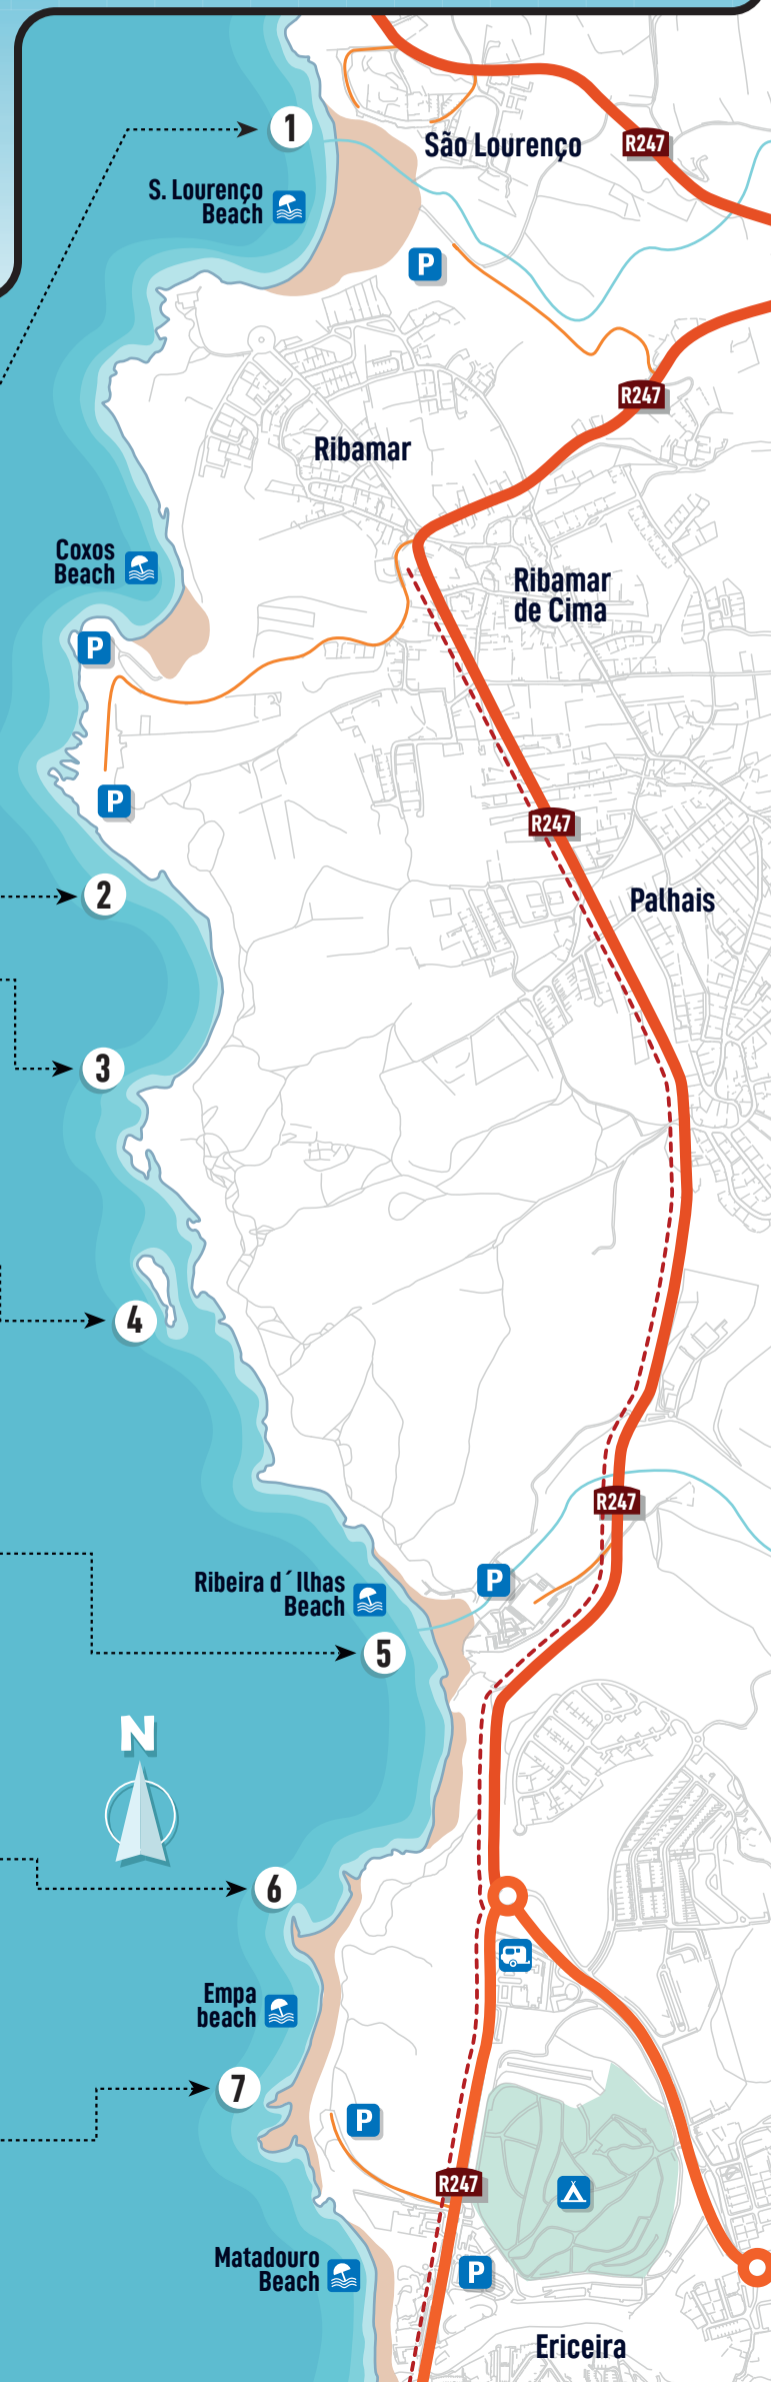 1
São Lourenço
R247
S. Lourenço
Beach
P
R247
Ribamar
Coxos
Beach
Ribamar
de Cima
P
P
R247
2
Palhais
3
4
R247
Ribeira d´Ilhas
Beach
P
5
N
6
Empa
beach
7
P
R247
Matadouro
Beach
P
Ericeira